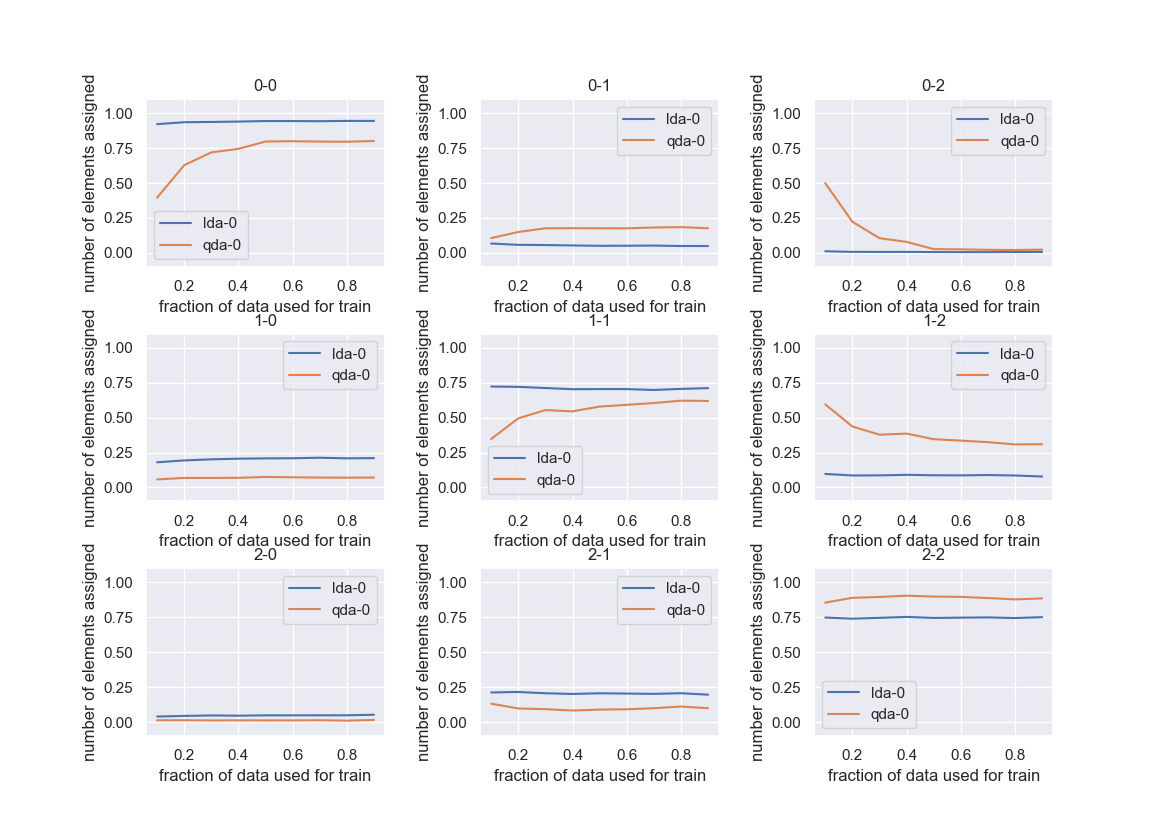 0-0
number of elements assigned
1.00
0.75
0.50
0.25
0.00
lda-0
qda-0
0.2 0.4 0.6 0.8
fraction of data used for train
0-1
number of elements assigned
1.00
0.75
0.50
0.25
0.00
lda-0
qda-0
0.2 0.4 0.6 0.8
fraction of data used for train
0-2
number of elements assigned
1.00
0.75
0.50
0.25
0.00
lda-0
qda-0
0.2 0.4 0.6 0.8
fraction of data used for train
1-0
number of elements assigned
1.00
0.75
0.50
0.25
0.00
lda-0
qda-0
0.2 0.4 0.6 0.8
fraction of data used for train
1-1
number of elements assigned
1.00
0.75
0.50
0.25
0.00
lda-0
qda-0
0.2 0.4 0.6 0.8
fraction of data used for train
1-2
number of elements assigned
1.00
0.75
0.50
0.25
0.00
lda-0
qda-0
0.2 0.4 0.6 0.8
fraction of data used for train
2-0
number of elements assigned
1.00
0.75
0.50
0.25
0.00
lda-0
qda-0
0.2 0.4 0.6 0.8
fraction of data used for train
2-1
number of elements assigned
1.00
0.75
0.50
0.25
0.00
lda-0
qda-0
0.2 0.4 0.6 0.8
fraction of data used for train
2-2
number of elements assigned
1.00
0.75
0.50
0.25
0.00
lda-0
qda-0
0.2 0.4 0.6 0.8
fraction of data used for train